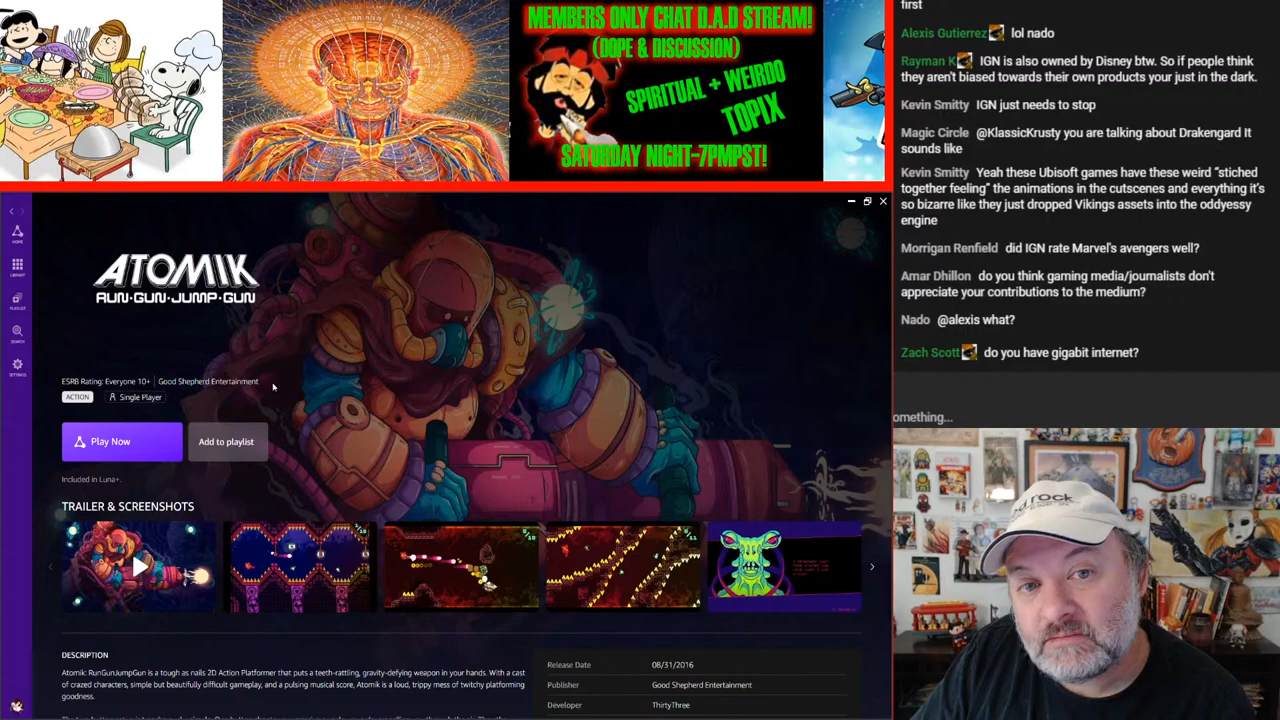 MEMBERS ONLY CHAT D.A.D STREAM!
(DOPE & DISCUSSION)
SPIRITUAL + WEIRDO
TOPIX
SATURDAY NIGHT-7PMPST!
HOME
LIBRARY
PLAYLIST
SEARCH
SETTINGS
ATOMIK
RUN·GUN·JUMP·GUN
ESRB Rating: Everyone 10+
Good Shepherd Entertainment
ACTION
Single Player
Play Now
Add to playlist
Included in Luna+.
TRAILER & SCREENSHOTS
DESCRIPTION
Atomik: RunGunJumpGun is a tough as nails 2D Action Platformer that puts a teeth-rattling, gravity-defying weapon in your hands. With a cast
of crazed characters, simple but beautifully difficult gameplay, and a pulsing musical score, Atomik is a loud, trippy mess of twitchy platforming
goodness.
Release Date 08/31/2016
Publisher Good Shepherd Entertainment
Developer ThirtyThree
first
Alexis Gutierrez lol nado
Rayman K IGN is also owned by Disney btw. So if people think
they aren't biased towards their own products your just in the dark.
Kevin Smitty IGN just needs to stop
Magic Circle @KlassicKrusty you are talking about Drakengard It
sounds like
Kevin Smitty Yeah these Ubisoft games have these weird "stiched
together feeling" the animations in the cutscenes and everything it's
so bizarre like they just dropped Vikings assets into the oddyessy
engine
Morrigan Renfield did IGN rate Marvel's avengers well?
Amar Dhillon do you think gaming media/journalists don't
appreciate your contributions to the medium?
Nado @alexis what?
Zach Scott do you have gigabit internet?
omething...
rock